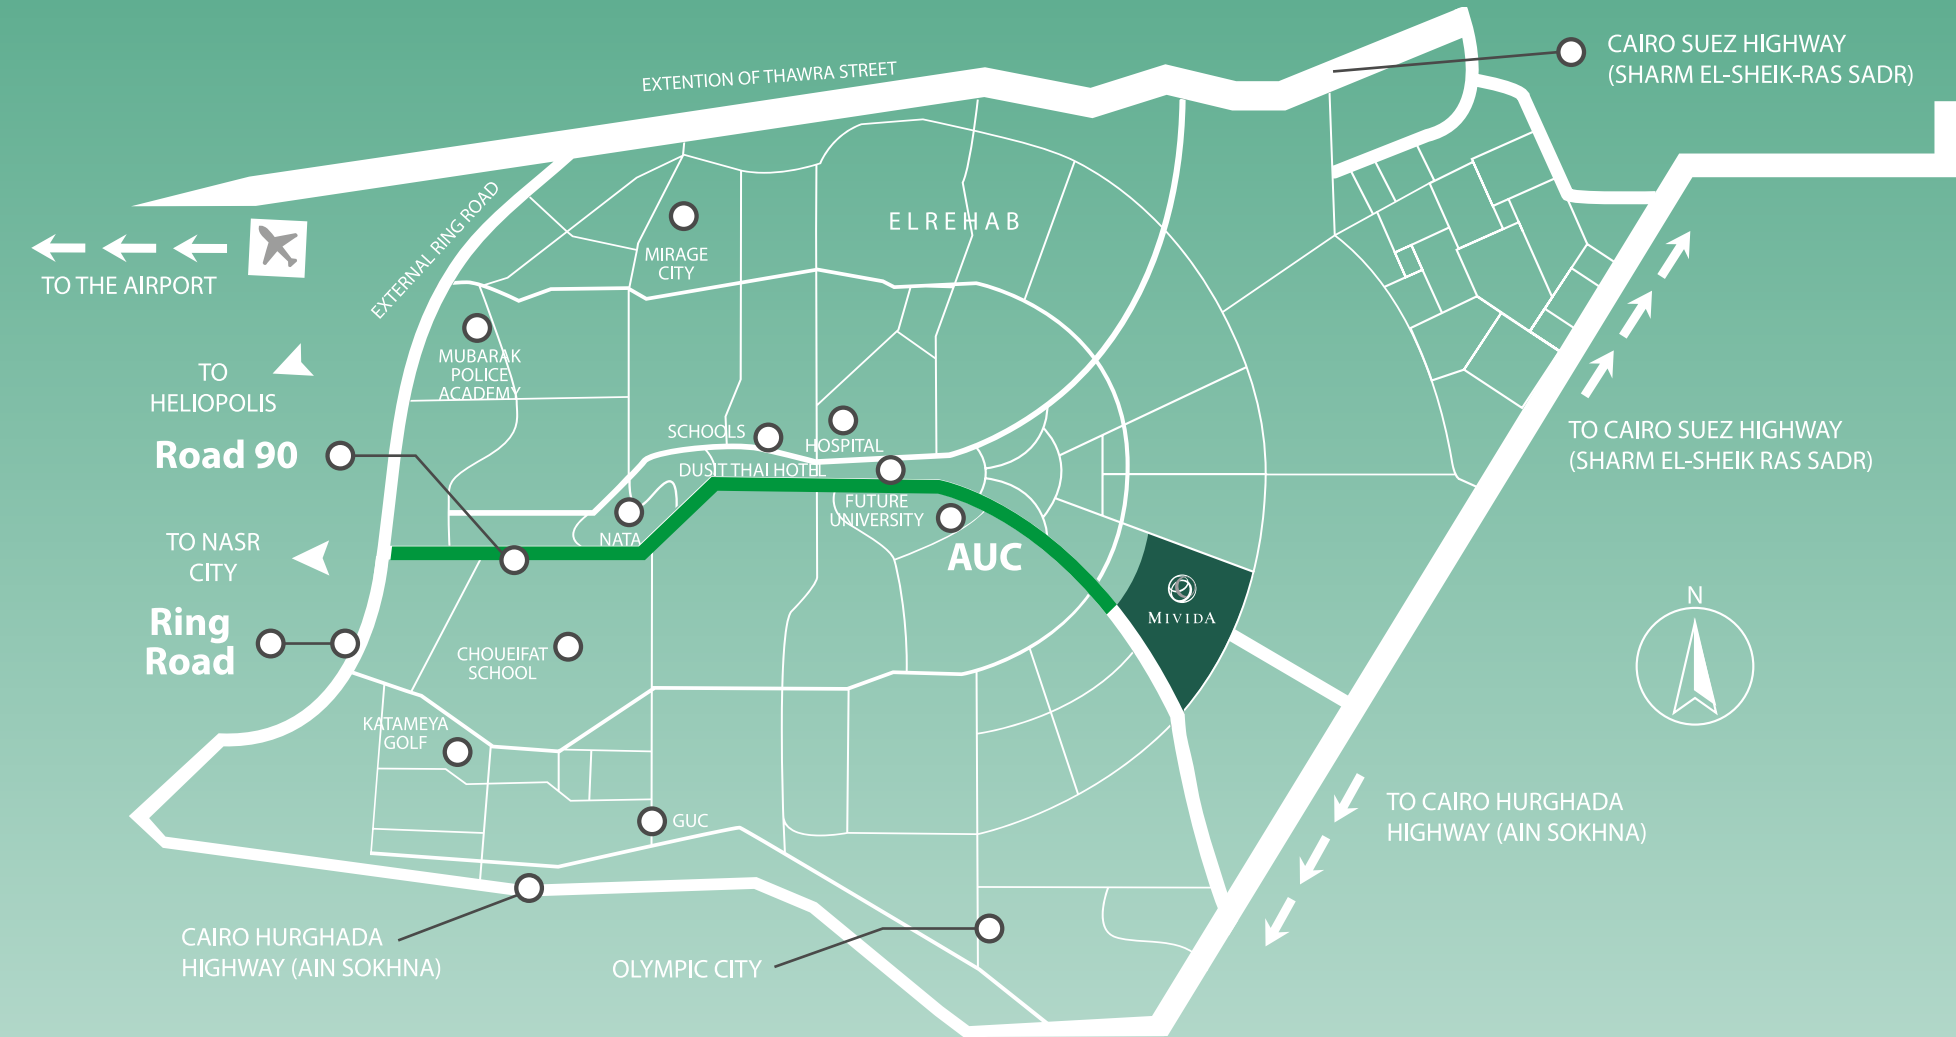 CAIRO SUEZ HIGHWAY
(SHARM EL-SHEIK-RAS SADR)
EXTENTION OF THAWRA STREET
EXTERNAL RING ROAD
ELREHAB
MIRAGE
CITY
TO THE AIRPORT
MUBARAK
POLICE
ACADEMY
TO
HELIOPOLIS
Road 90
SCHOOLS
HOSPITAL
DUSIT THAI HOTEL
TO CAIRO SUEZ HIGHWAY
(SHARM EL-SHEIK RAS SADR)
FUTURE
UNIVERSITY
NATA
AUC
TO NASR
CITY
Ring
Road
MIVIDA
N
CHOUEIFAT
SCHOOL
KATAMEYA
GOLF
GUC
TO CAIRO HURGHADA
HIGHWAY (AIN SOKHNA)
CAIRO HURGHADA
HIGHWAY (AIN SOKHNA)
OLYMPIC CITY